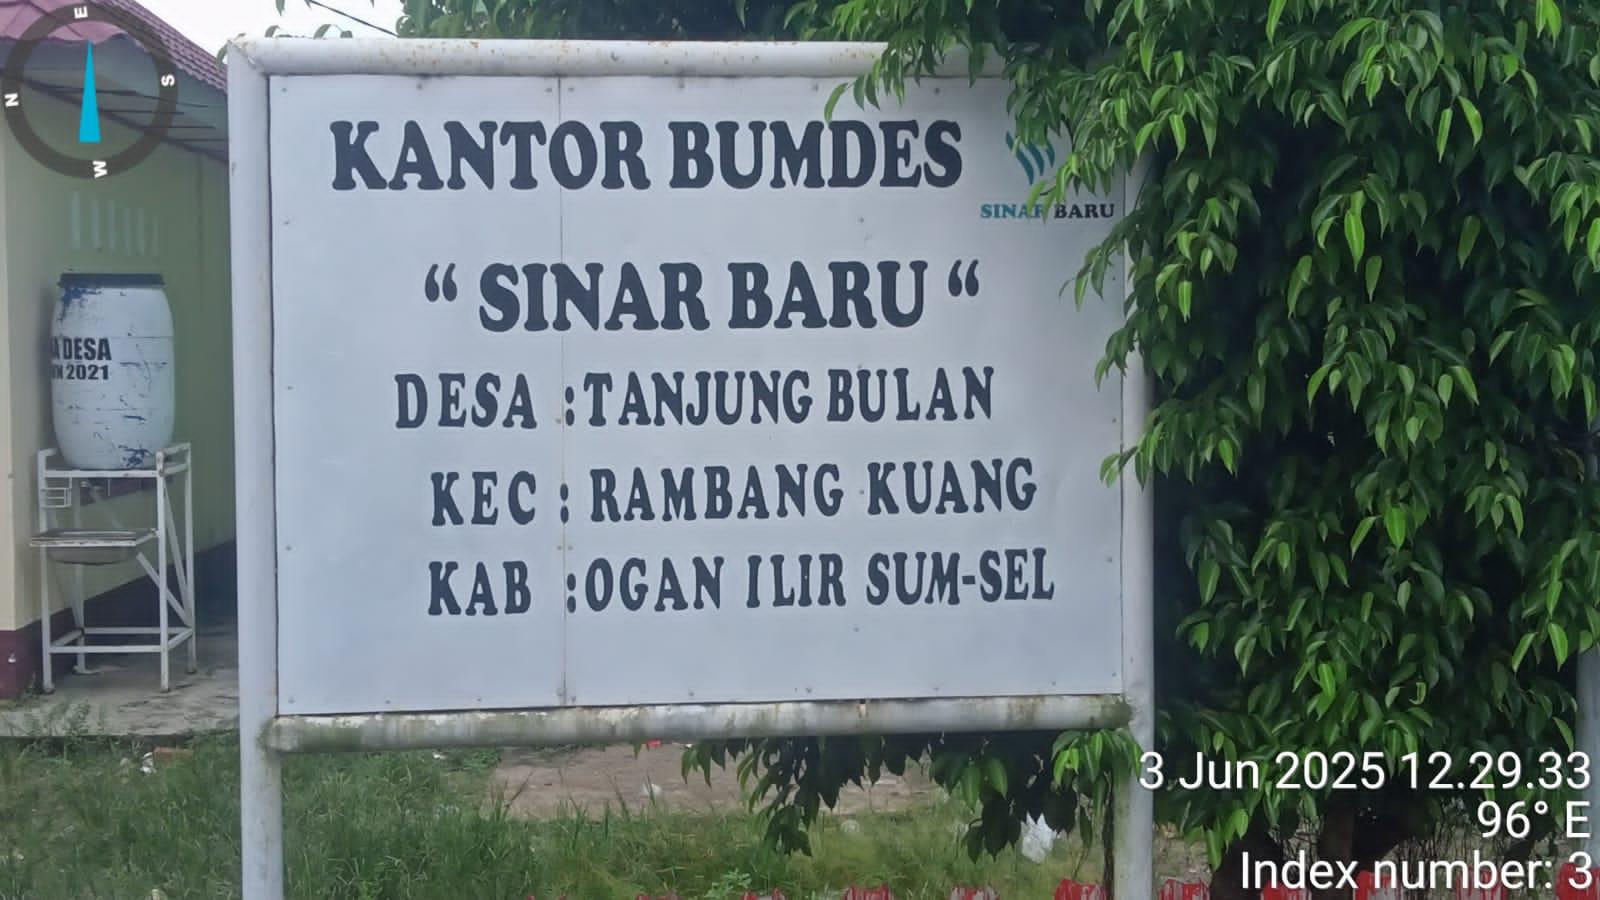 KANTOR BUMDES
SINAR BARU
“ SINAR BARU “
DESA : TANJUNG BULAN
KEC : RAMBANG KUANG
KAB : OGAN ILIR SUM-SEL
DESA
2021
E
S
N
W
3 Jun 2025 12.29.33
96° E
Index number: 3